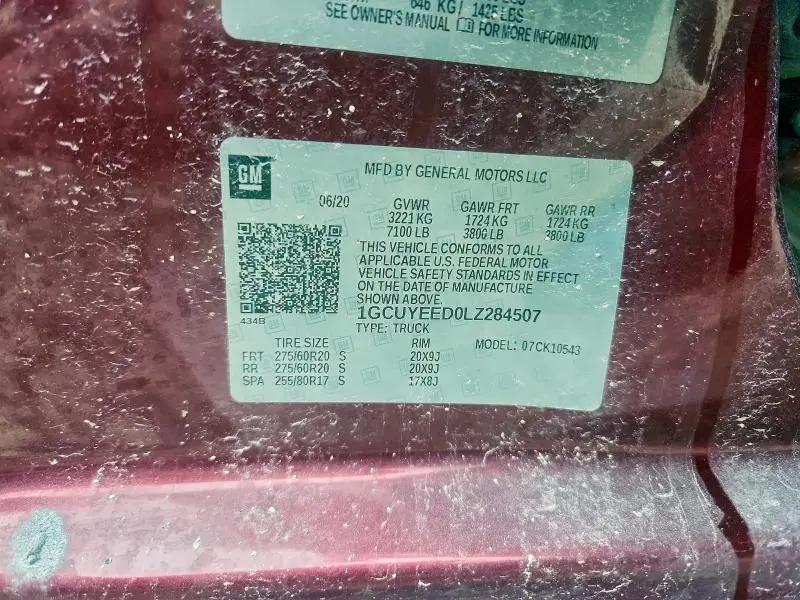 646 KG/ 1425 LBS
SEE OWNER'S MANUAL FOR MORE INFORMATION
GM
MFD BY GENERAL MOTORS LLC
06/20 GVWR GAWR FRT GAWR RR
3221 KG 1724 KG 1724 KG
7100 LB 3800 LB 3800 LB
THIS VEHICLE CONFORMS TO ALL
APPLICABLE U.S. FEDERAL MOTOR
VEHICLE SAFETY STANDARDS IN EFFECT
ON THE DATE OF MANUFACTURE
SHOWN ABOVE.
434B
1GCUYEED0LZ284507
TYPE: TRUCK
TIRE SIZE RIM MODEL: 07CK10543
FRT 275/60R20 S 20X9J
RR 275/60R20 S 20X9J
SPA 255/80R17 S 17X8J